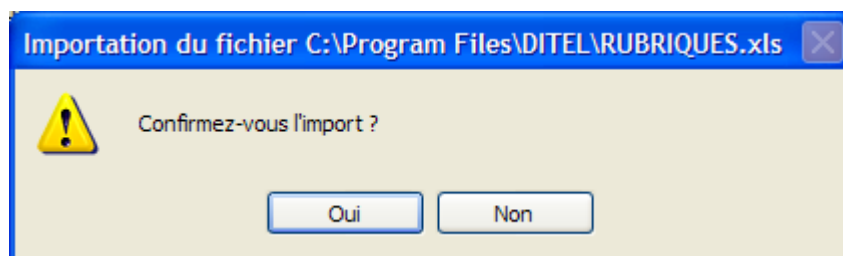 Importation du fichier C:\Program Files\DITEL\RUBRIQUES.xls
Confirmez-vous l'import ?
Oui Non